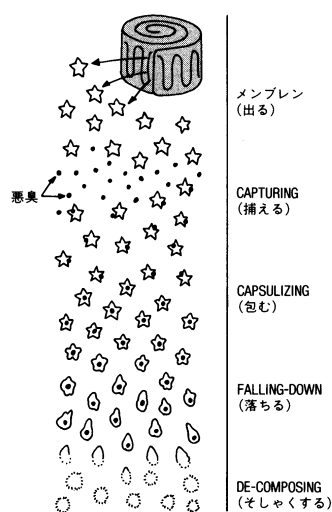 メンブレン
(出る)
悪臭
CAPTURING
(捕える)
CAPSULIZING
(包む)
FALLING-DOWN
(落ちる)
DE-COMPOSING
(そしゃくする)